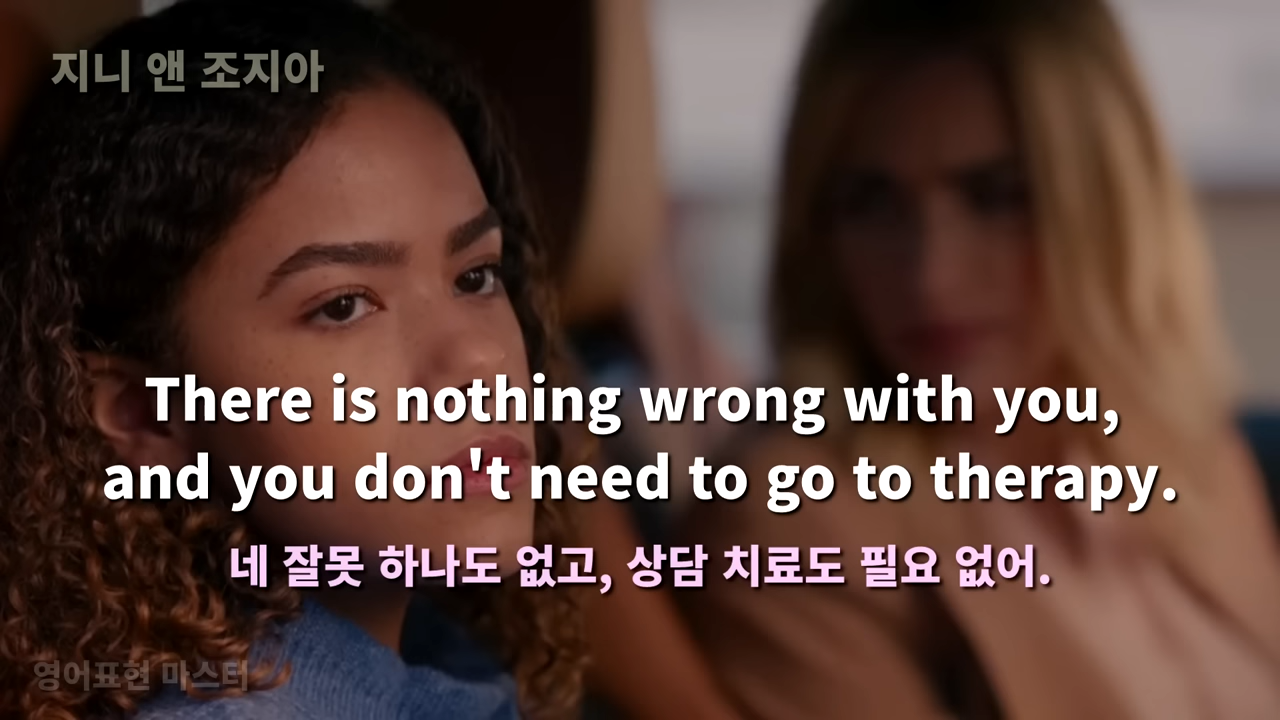 지니 앤 조지아
There is nothing wrong with you,
and you don't need to go to therapy.
네 잘못 하나도 없고, 상담 치료도 필요 없어.
영어표현 마스터